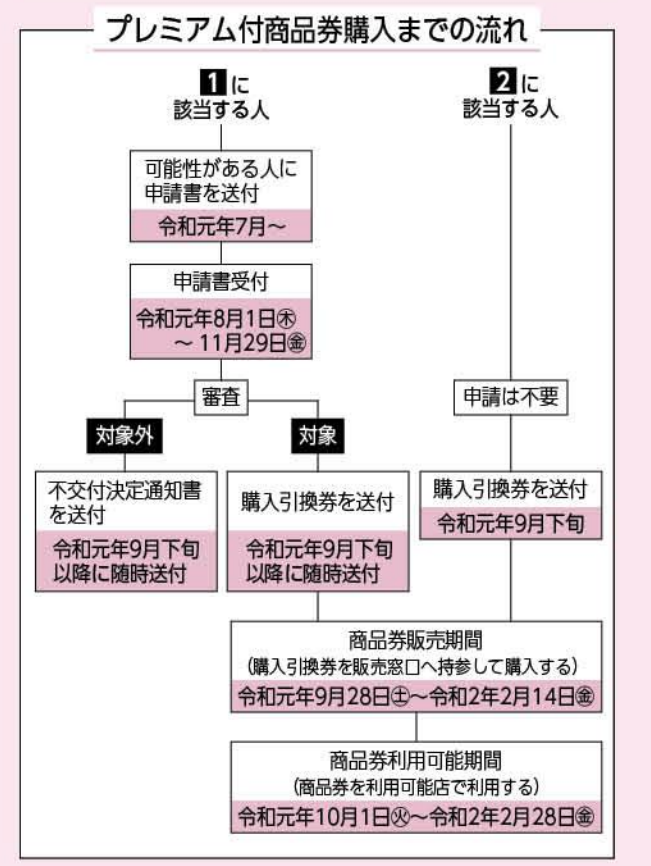 プレミアム付商品券購入までの流れ
1に
該当する人
可能性がある人に
申請書を送付
令和元年7月～
申請書受付
令和元年8月1日㊍
～11月29日㊎
審査
対象外
対象
不交付決定通知書
を送付
令和元年9月下旬
以降に随時送付
購入引換券を送付
令和元年9月下旬
以降に随時送付
2に
該当する人
申請は不要
購入引換券を送付
令和元年9月下旬
商品券販売期間
(購入引換券を販売窓口へ持参して購入する)
令和元年9月28日㊏～令和2年2月14日㊎
商品券利用可能期間
(商品券を利用可能店で利用する)
令和元年10月1日㊋～令和2年2月28日㊎